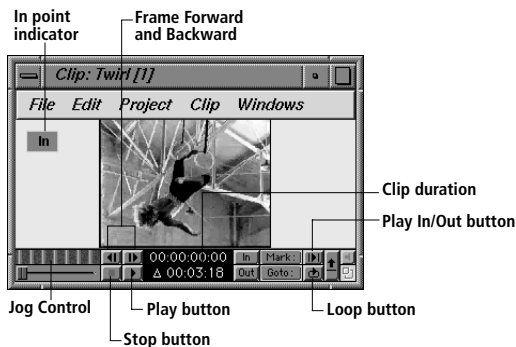 In point
indicator
Frame Forward
and Backward
Clip: Twirl [1]
File Edit Project Clip Windows
In
Clip duration
Play In/Out button
00:00:00:00 In Mark:
Δ 00:03:18 Out Goto:
Jog Control
Play button
Loop button
Stop button